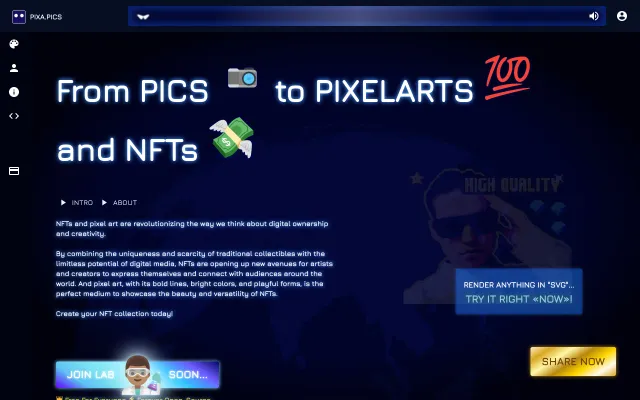 PIXA.PICS
From PICS to PIXELARTS
and NFTs
INTRO ABOUT
NFTs and pixel art are revolutionizing the way we think about digital ownership
and creativity.
By combining the uniqueness and scarcity of traditional collectibles with the
limitless potential of digital media, NFTs are opening up new avenues for artists
and creators to express themselves and connect with audiences around the
world. And pixel art, with its bold lines, bright colors, and playful forms, is the
perfect medium to showcase the beauty and versatility of NFTs.
Create your NFT collection today!
HIGH QUALITY
RENDER ANYTHING IN "SVG"...
TRY IT RIGHT «NOW»!
SHARE NOW
JOIN LAB SOON...